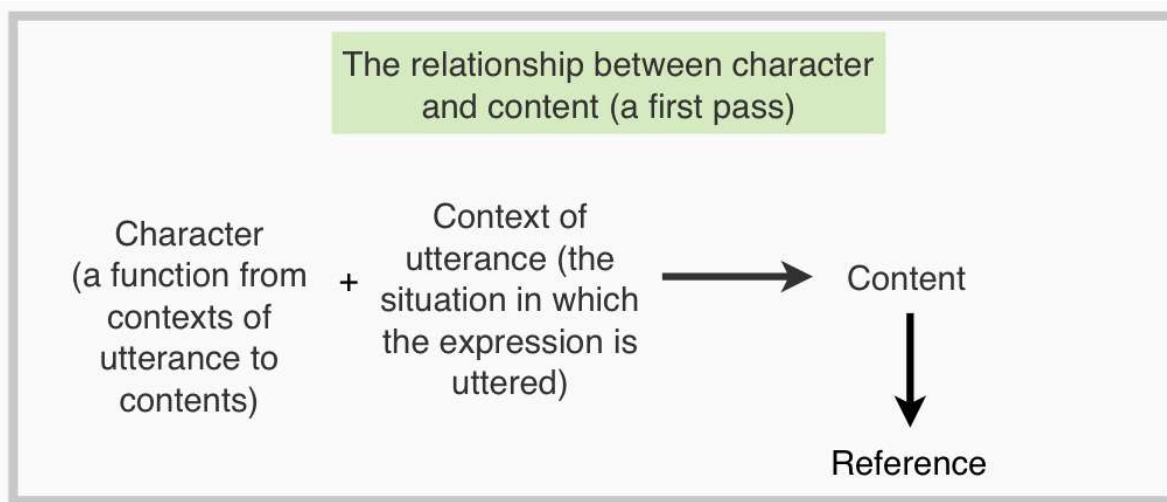 The relationship between character
and content (a first pass)
Character
(a function from
contexts of
utterance to
contents)
+
Context of
utterance (the
situation in which
the expression is
uttered)
Content
Reference